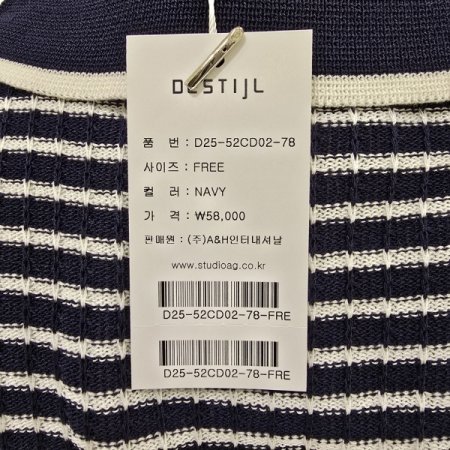 DESTIJL
품 번 : D25-52CD02-78
사이즈 : FREE
컬 러 : NAVY
가 격 : ₩58,000
판매원 : (주)A&H인터내셔날
www.studioag.co.kr
D25-52CD02-78-FRE
D25-52CD02-78-FRE